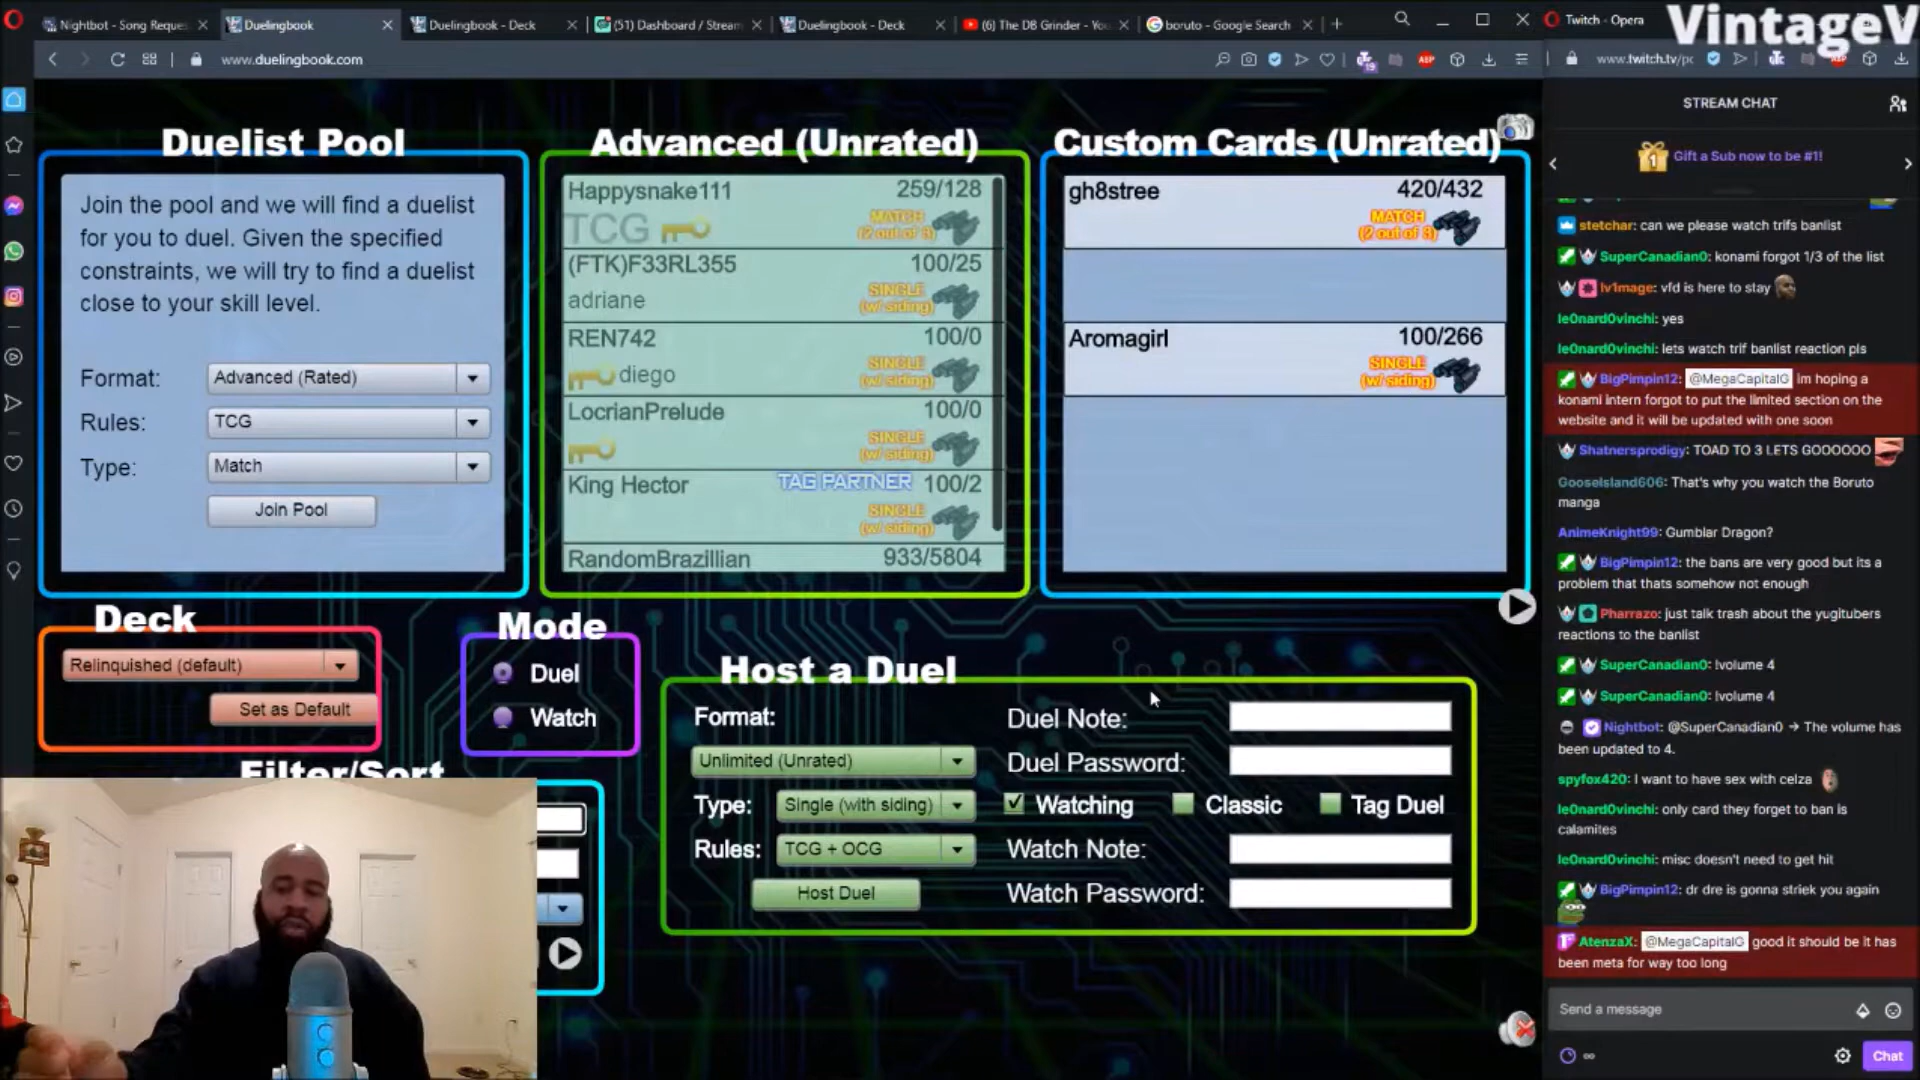 Nightbot - Song Reques
Duelingbook
Duelingbook - Deck
(51) Dashboard / Stream
Duelingbook - Deck
(6) The DB Grinder - You
boruto - Google Search
Twitch - Opera
VintageV
www.duelingbook.com
www.twitch.tv/p
Duelist Pool
Join the pool and we will find a duelist
for you to duel. Given the specified
constraints, we will try to find a duelist
close to your skill level.
Format: Advanced (Rated)
Rules: TCG
Type: Match
Join Pool
Advanced (Unrated)
Happysnake111 259/128
TCG MATCH
(2 out of 3)
(FTK)F33RL355 100/25
adriane SINGLE
(w/ siding)
REN742 100/0
diego SINGLE
(w/ siding)
LocrianPrelude 100/0
SINGLE
(w/ siding)
King Hector TAG PARTNER 100/2
SINGLE
(w/ siding)
RandomBrazillian 933/5804
Custom Cards (Unrated)
gh8stree 420/432
MATCH
(2 out of 3)
Aromagirl 100/266
SINGLE
(w/ siding)
Deck
Relinquished (default)
Set as Default
Mode
Duel
Watch
Filter/Sort
Host a Duel
Format:
Unlimited (Unrated)
Type: Single (with siding)
Rules: TCG + OCG
Host Duel
Duel Note:
Duel Password:
Watching Classic Tag Duel
Watch Note:
Watch Password:
STREAM CHAT
1 Gift a Sub now to be #1!
stetchar: can we please watch trifs banlist
SuperCanadian0: konami forgot 1/3 of the list
lv1mage: vfd is here to stay
le0nard0vinchi: yes
le0nard0vinchi: lets watch trif banlist reaction pls
BigPimpin12: @MegaCapitalG im hoping a
konami intern forgot to put the limited section on the
website and it will be updated with one soon
Shatnersprodigy: TOAD TO 3 LETS GOOOOOO
GooseIsland606: That's why you watch the Boruto
manga
AnimeKnight99: Gumblar Dragon?
BigPimpin12: the bans are very good but its a
problem that thats somehow not enough
Pharrazo: just talk trash about the yugitubers
reactions to the banlist
SuperCanadian0: !volume 4
SuperCanadian0: !volume 4
Nightbot: @SuperCanadian0 → The volume has
been updated to 4.
spyfox420: I want to have sex with celza
le0nard0vinchi: only card they forget to ban is
calamites
le0nard0vinchi: misc doesn't need to get hit
BigPimpin12: dr dre is gonna striek you again
AtenzaX: @MegaCapitalG good it should be it has
been meta for way too long
Send a message
Chat